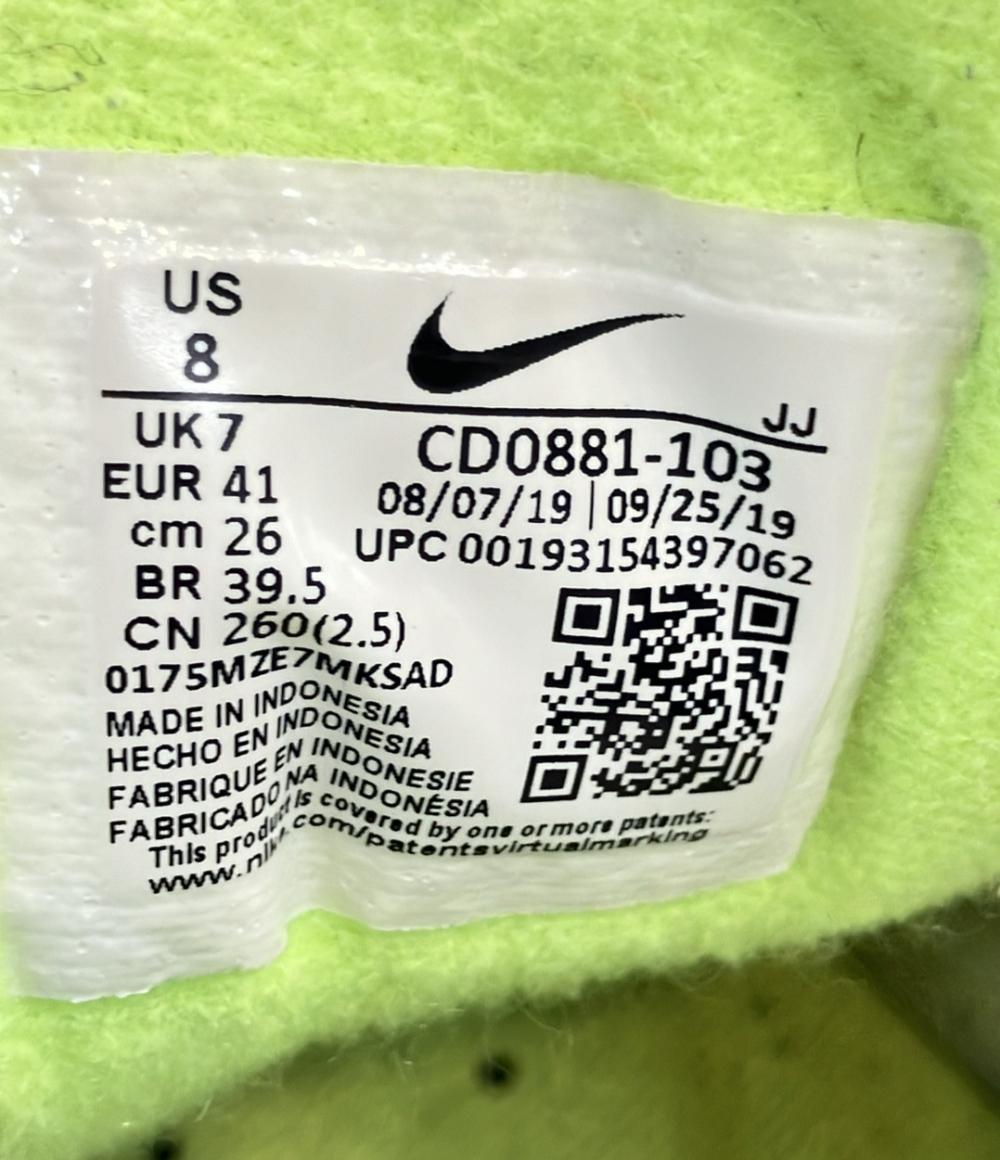 US
8
JJ
UK 7
EUR 41
cm 26
BR 39.5
CN 260(2.5)
CD0881-103
08/07/19 | 09/25/19
UPC 00193154397062
0175MZE7MKSAD
MADE IN INDONESIA
HECHO EN INDONESIA
FABRIQUE EN INDONESIE
FABRICADO NA INDONÉSIA
This product is covered by one or more patents:
www.nike.com/patentsvirtualmarking